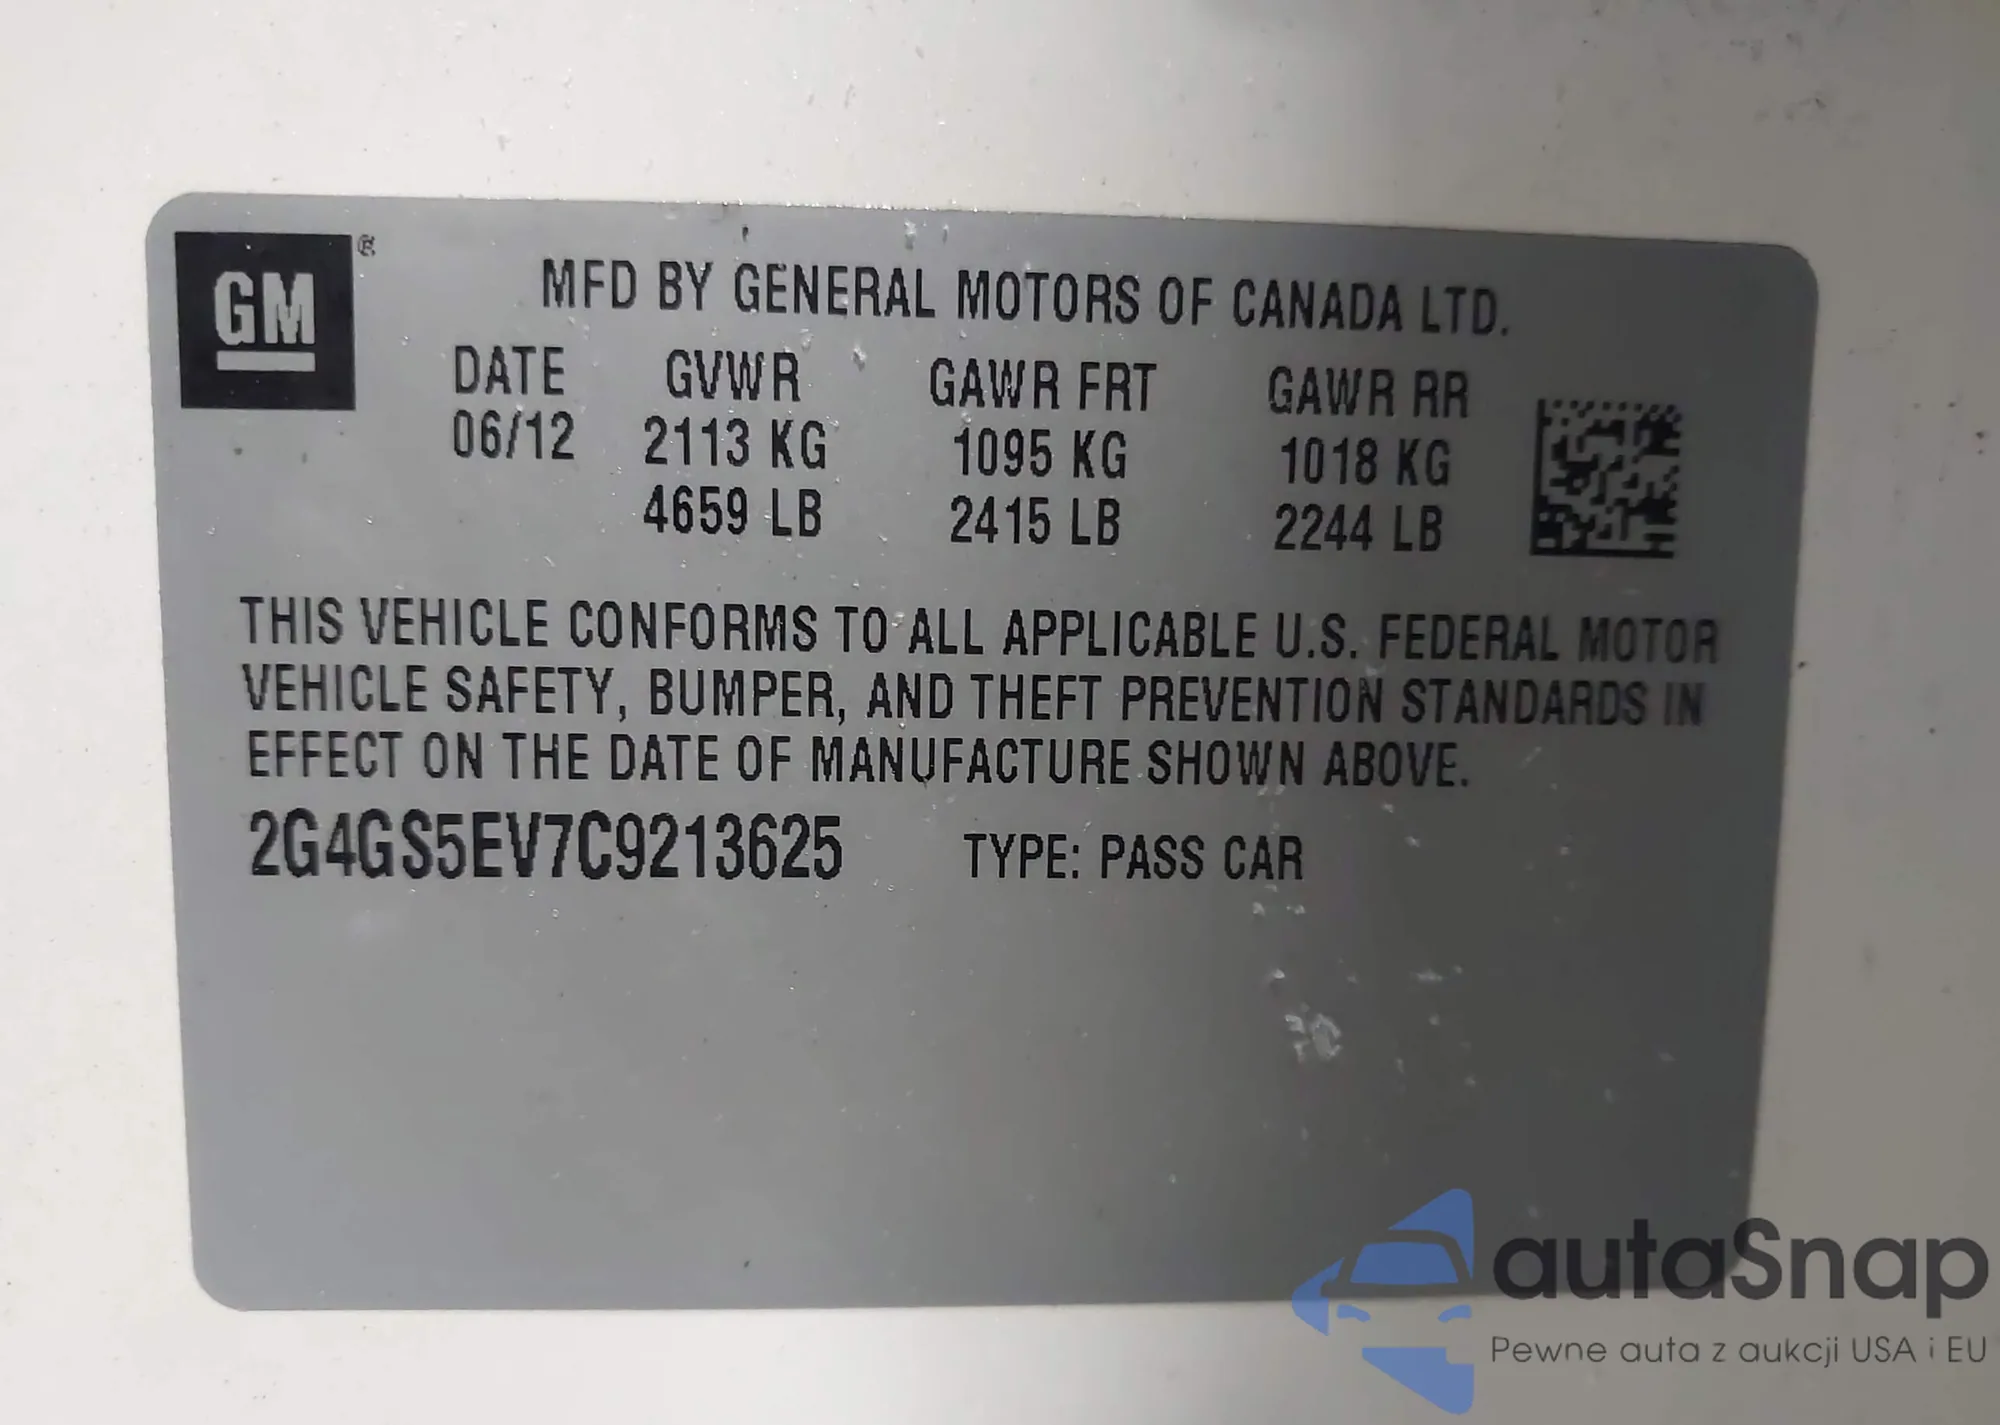 GM®
MFD BY GENERAL MOTORS OF CANADA LTD.
DATE GVWR GAWR FRT GAWR RR
06/12 2113 KG 1095 KG 1018 KG
4659 LB 2415 LB 2244 LB
THIS VEHICLE CONFORMS TO ALL APPLICABLE U.S. FEDERAL MOTOR
VEHICLE SAFETY, BUMPER, AND THEFT PREVENTION STANDARDS IN
EFFECT ON THE DATE OF MANUFACTURE SHOWN ABOVE.
2G4GS5EV7C9213625 TYPE: PASS CAR
autaSnap
Pewne auta z aukcji USA i EU